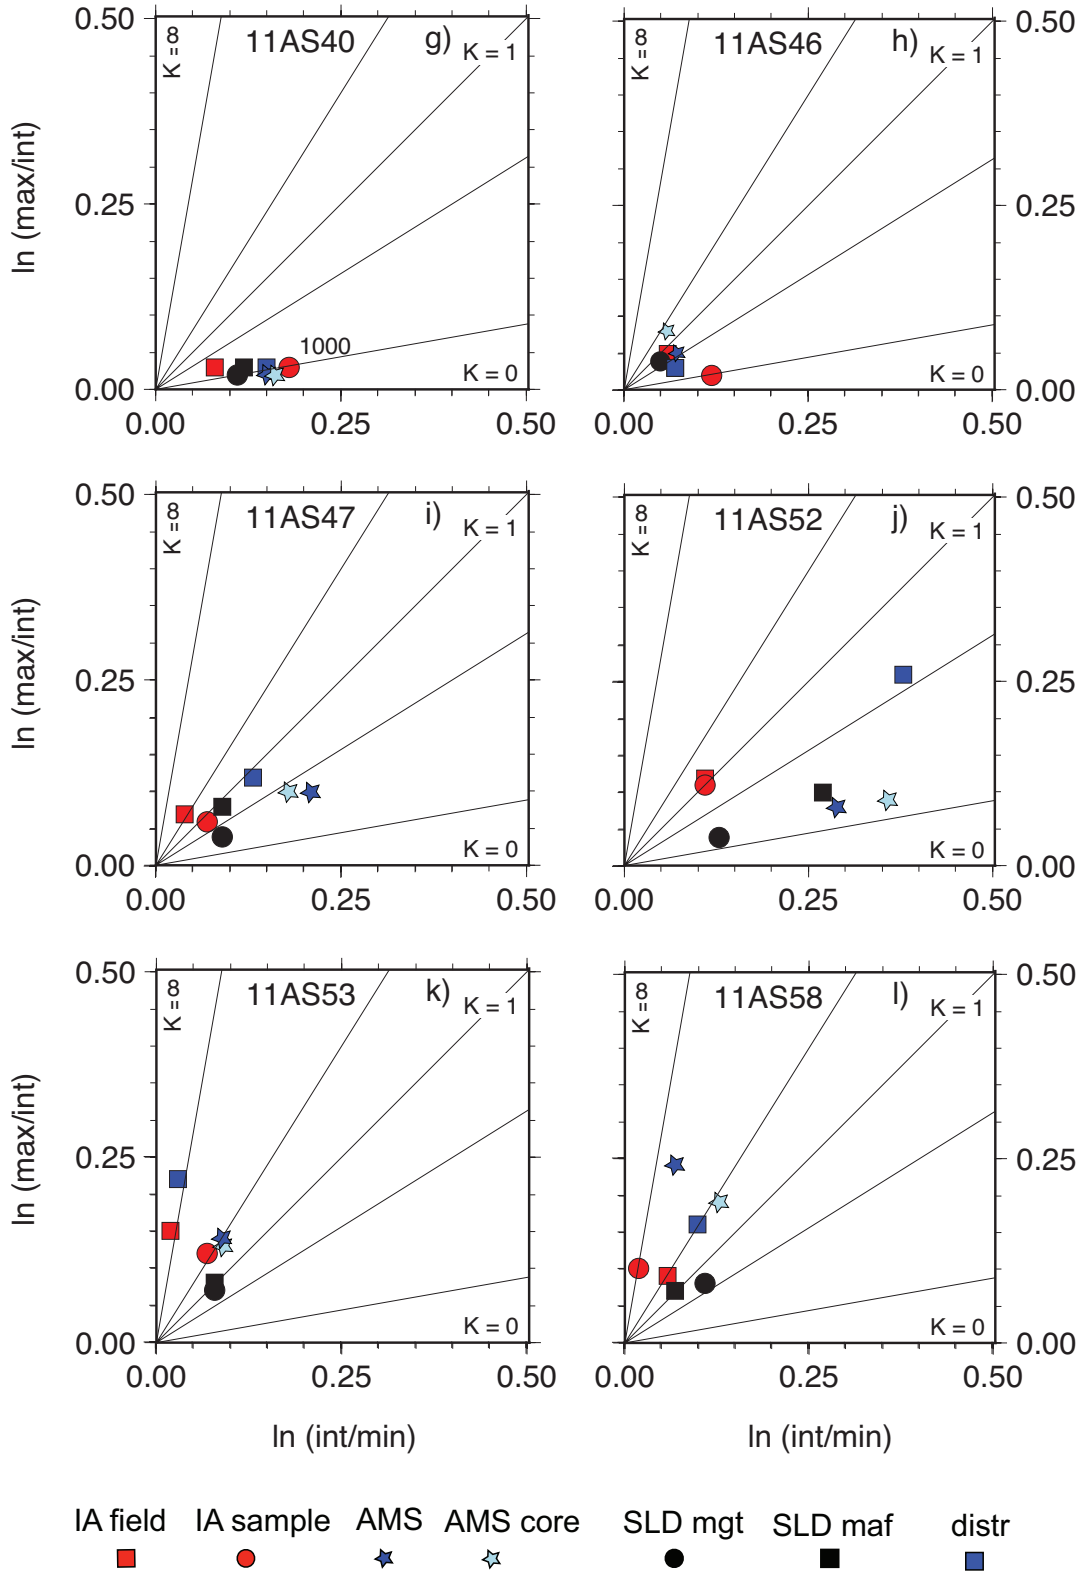 0.50
K = 8
11AS40
g)
K = 1
ln (max/int)
0.25
1000
0.00
K = 0
0.00 0.25 0.50
K = 8
11AS46
h)
0.50
K = 1
0.25
K = 0
0.00
0.00 0.25 0.50
0.50
K = 8
11AS47
i)
K = 1
ln (max/int)
0.25
0.00
K = 0
0.00 0.25 0.50
K = 8
11AS52
j)
0.50
K = 1
0.25
K = 0
0.00
0.00 0.25 0.50
0.50
K = 8
11AS53
k)
K = 1
ln (max/int)
0.25
0.00
K = 0
0.00 0.25 0.50
ln (int/min)
K = 8
11AS58
l)
0.50
K = 1
0.25
K = 0
0.00
0.00 0.25 0.50
ln (int/min)
IA field IA sample AMS AMS core SLD mgt SLD maf distr